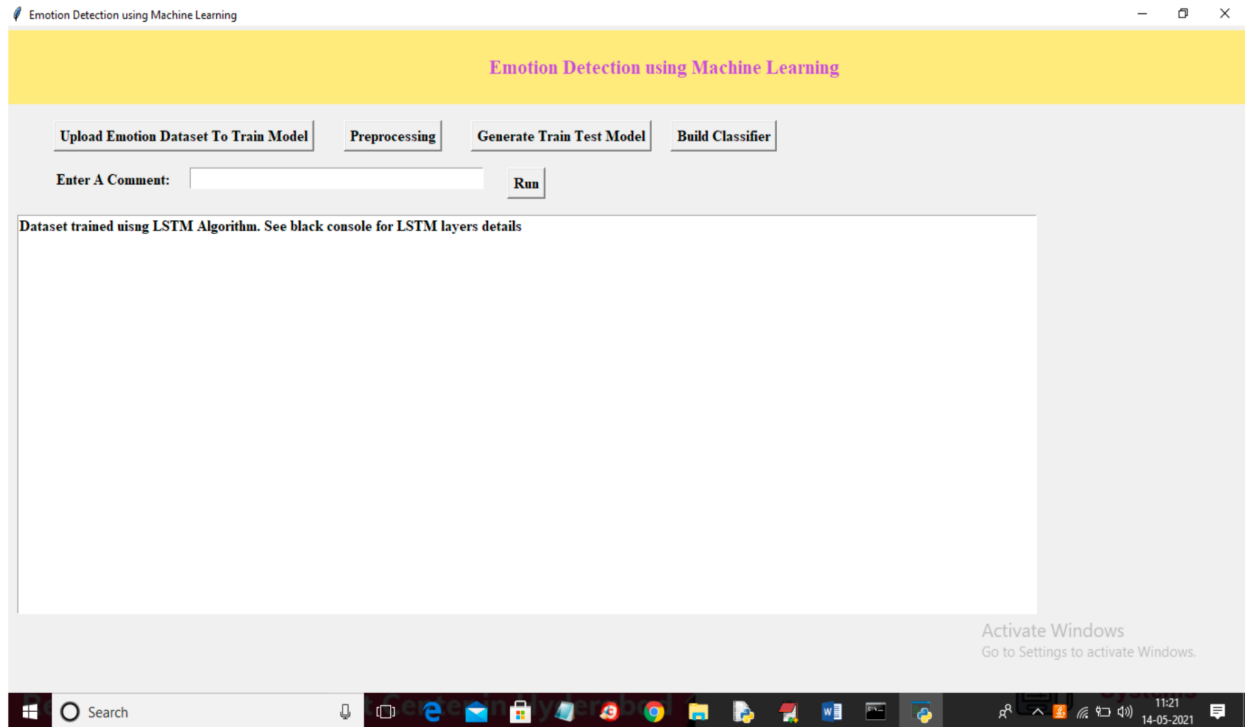 Emotion Detection using Machine Learning
Emotion Detection using Machine Learning
Upload Emotion Dataset To Train Model Preprocessing Generate Train Test Model Build Classifier
Enter A Comment: Run
Dataset trained uisng LSTM Algorithm. See black console for LSTM layers details
Activate Windows
Go to Settings to activate Windows.
Search
11:21
14-05-2021